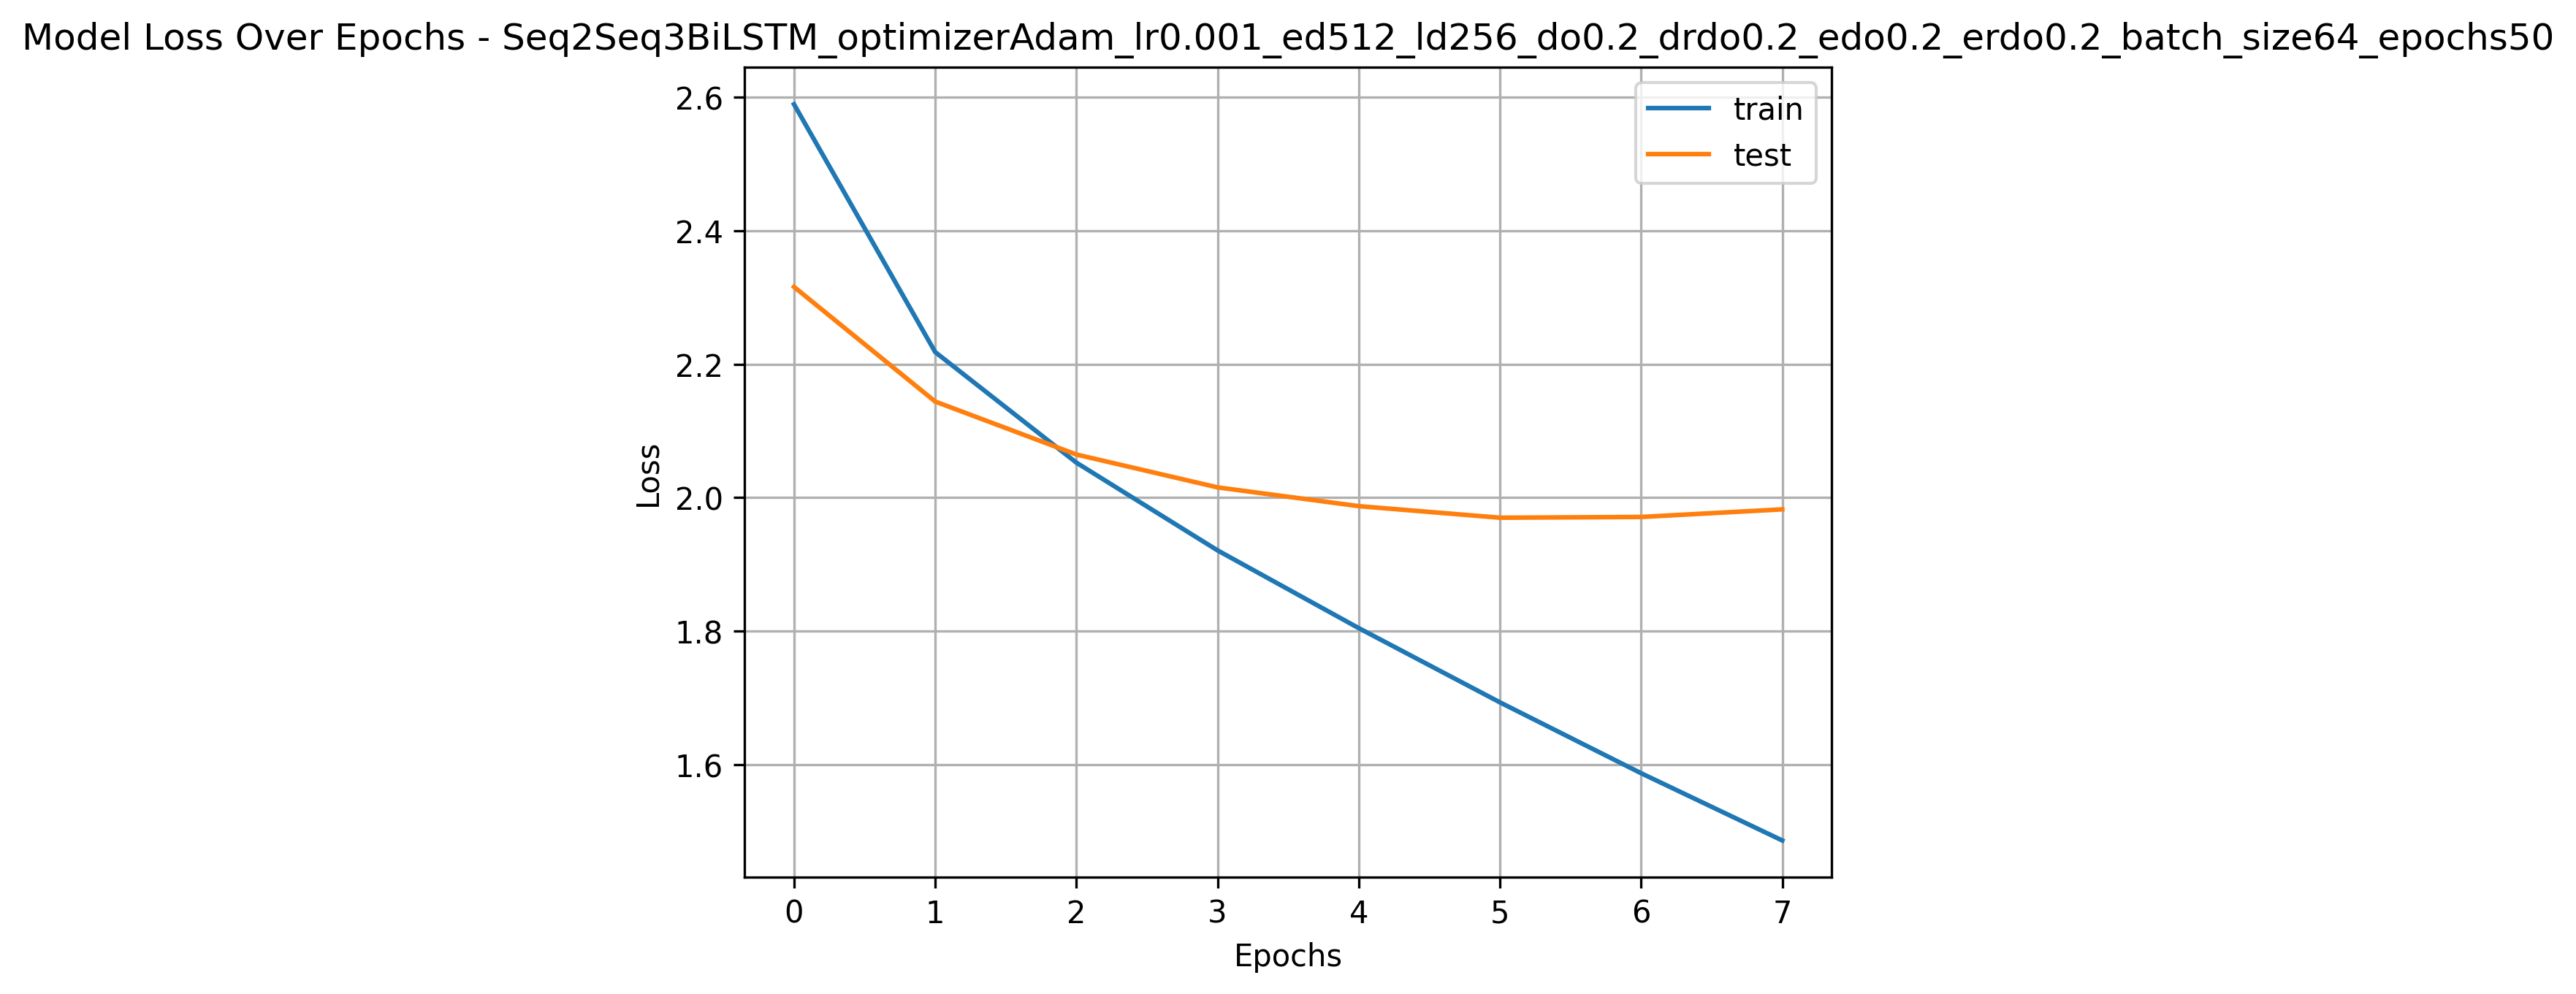 Model Loss Over Epochs - Seq2Seq3BiLSTM_optimizerAdam_lr0.001_ed512_ld256_do0.2_drdo0.2_edo0.2_erdo0.2_batch_size64_epochs50
train
test
2.6
2.4
2.2
2.0
1.8
1.6
Loss
0 1 2 3 4 5 6 7
Epochs